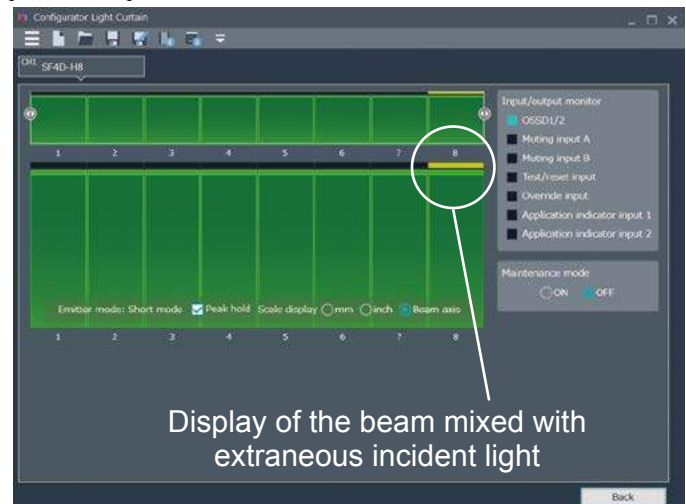 Configurator Light Curtain
CH1 SF4D-H8
1 2 3 4 5 6 7 8
Emitter mode: Short mode Peak hold Scale display mm inch Beam axis
1 2 3 4 5 6 7 8
Input/output monitor
OSSD1/2
Muting input A
Muting input B
Test/reset input
Override input
Application indicator input 1
Application indicator input 2
Maintenance mode
ON OFF
Display of the beam mixed with
extraneous incident light
Back